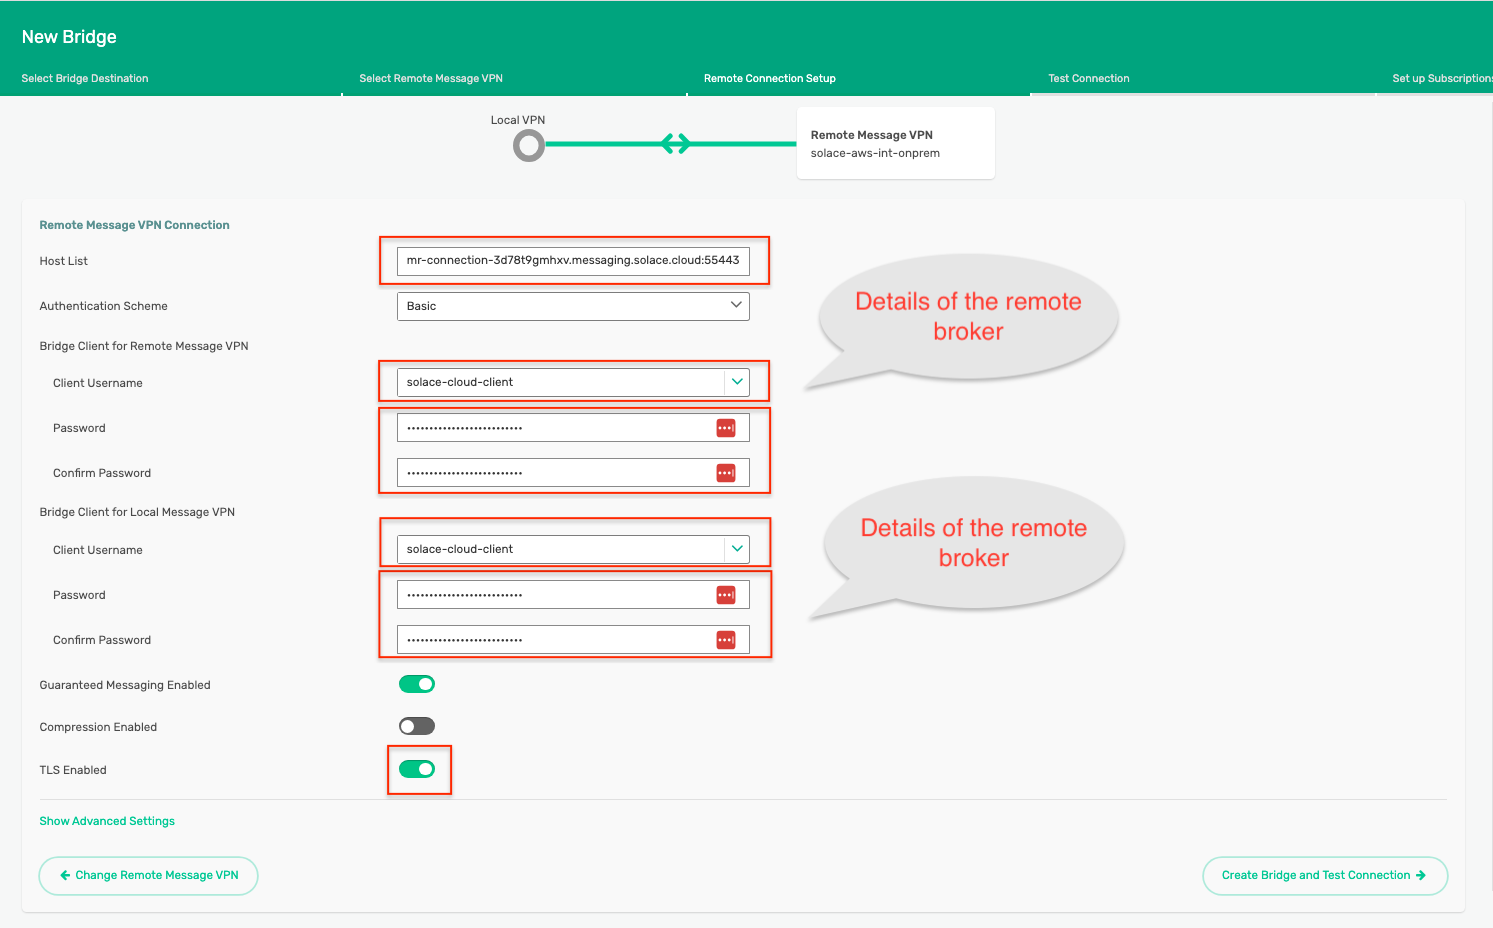 New Bridge
Select Bridge Destination
Select Remote Message VPN
Remote Connection Setup
Test Connection
Set up Subscriptions
Local VPN
Remote Message VPN
solace-aws-int-onprem
Remote Message VPN Connection
Host List
mr-connection-3d78t9gmhxv.messaging.solace.cloud:55443
Authentication Scheme
Basic
Details of the remote
broker
Bridge Client for Remote Message VPN
Client Username
solace-cloud-client
Password
••••••••••••••••••••••••••
Confirm Password
••••••••••••••••••••••••••
Bridge Client for Local Message VPN
Client Username
solace-cloud-client
Details of the remote
broker
Password
••••••••••••••••••••••••••
Confirm Password
••••••••••••••••••••••••••
Guaranteed Messaging Enabled
Compression Enabled
TLS Enabled
Show Advanced Settings
Change Remote Message VPN
Create Bridge and Test Connection